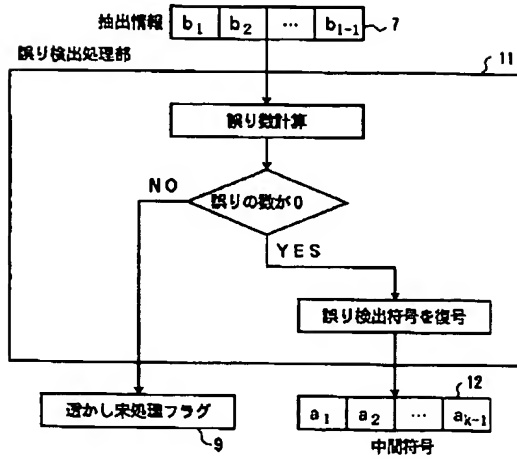 抽出情報 b1 b2 … bl-1 7
誤り検出処理部 11
誤り数計算
NO 誤りの数が0
YES
誤り検出符号を復号
12
透かし未処理フラグ a1 a2 … ak-1
9 中間符号